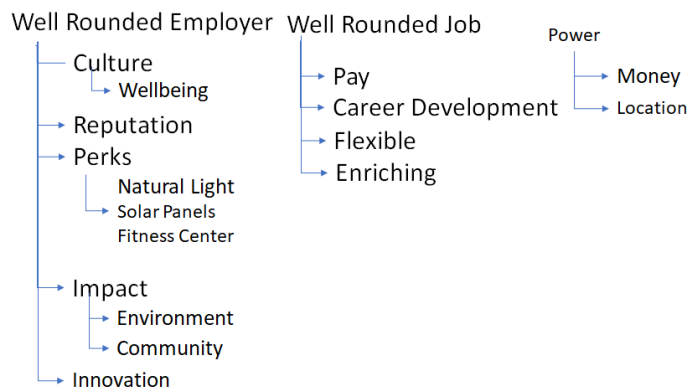 Well Rounded Employer
Culture
Wellbeing
Reputation
Perks
Natural Light
Solar Panels
Fitness Center
Impact
Environment
Community
Innovation
Well Rounded Job
Pay
Career Development
Flexible
Enriching
Power
Money
Location